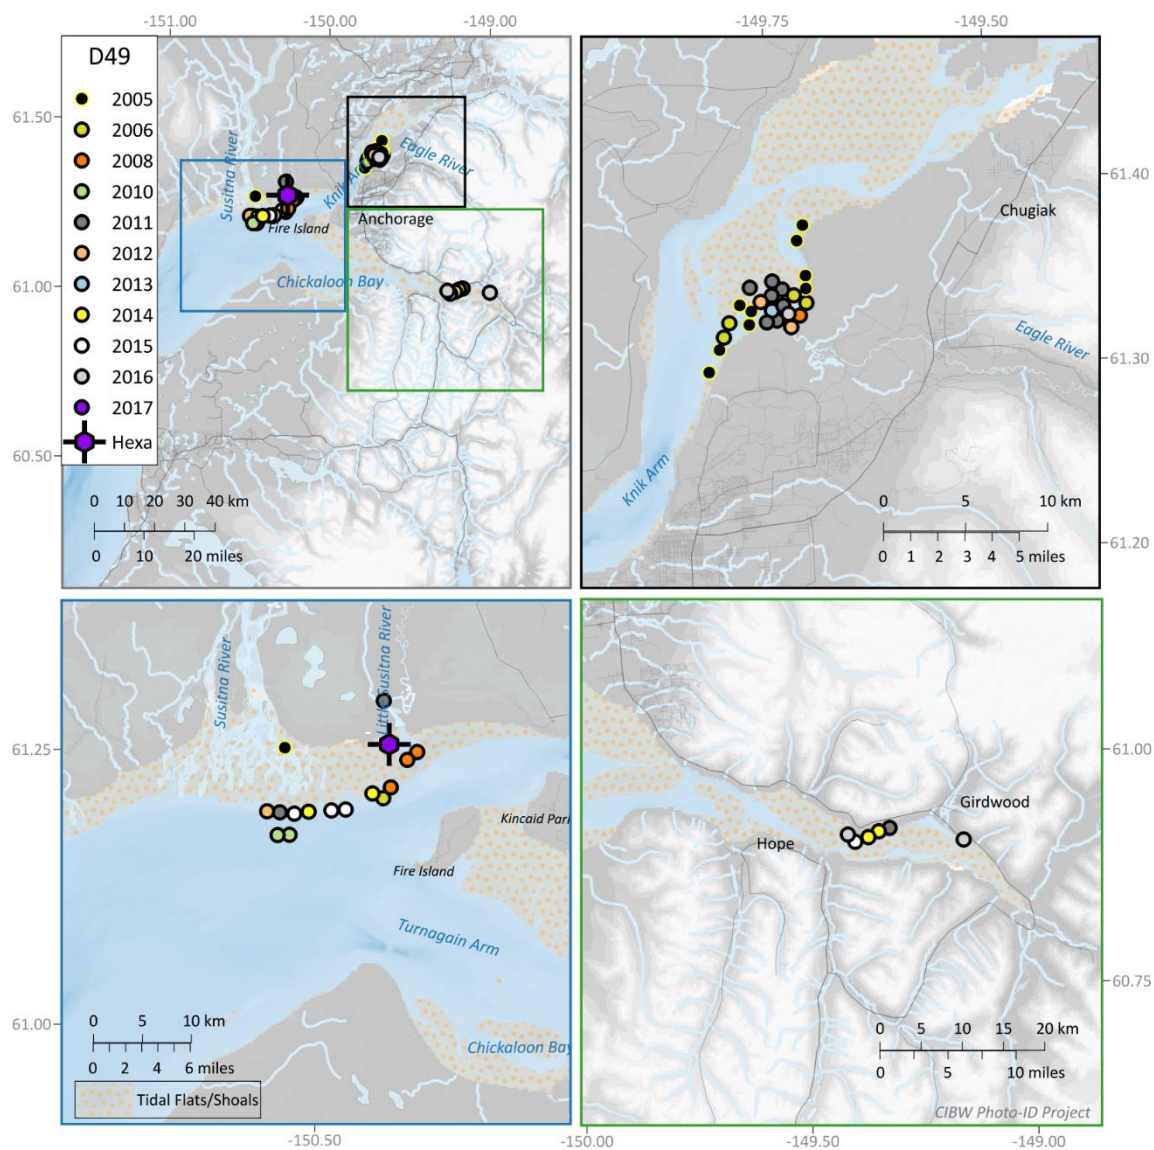 -151.00 -150.00 -149.00
-149.75 -149.50
D49
2005
2006
2008
2010
2011
2012
2013
2014
2015
2016
2017
Hexa
61.50
61.00
60.50
Susitna River
Knik Arm
Eagle River
Anchorage
Fire Island
Chickaloon Bay
0 10 20 30 40 km
0 10 20 miles
61.40
61.30
61.20
Chugiak
Eagle River
Knik Arm
0 5 10 km
0 1 2 3 4 5 miles
61.25
61.00
Susitna River
Little Susitna River
Kincaid Park
Fire Island
Turnagain Arm
Chickaloon Bay
0 5 10 km
0 2 4 6 miles
Tidal Flats/Shoals
-150.50
61.00
60.75
Girdwood
Hope
0 5 10 15 20 km
0 5 10 miles
CIBW Photo-ID Project
-150.00 -149.50 -149.00